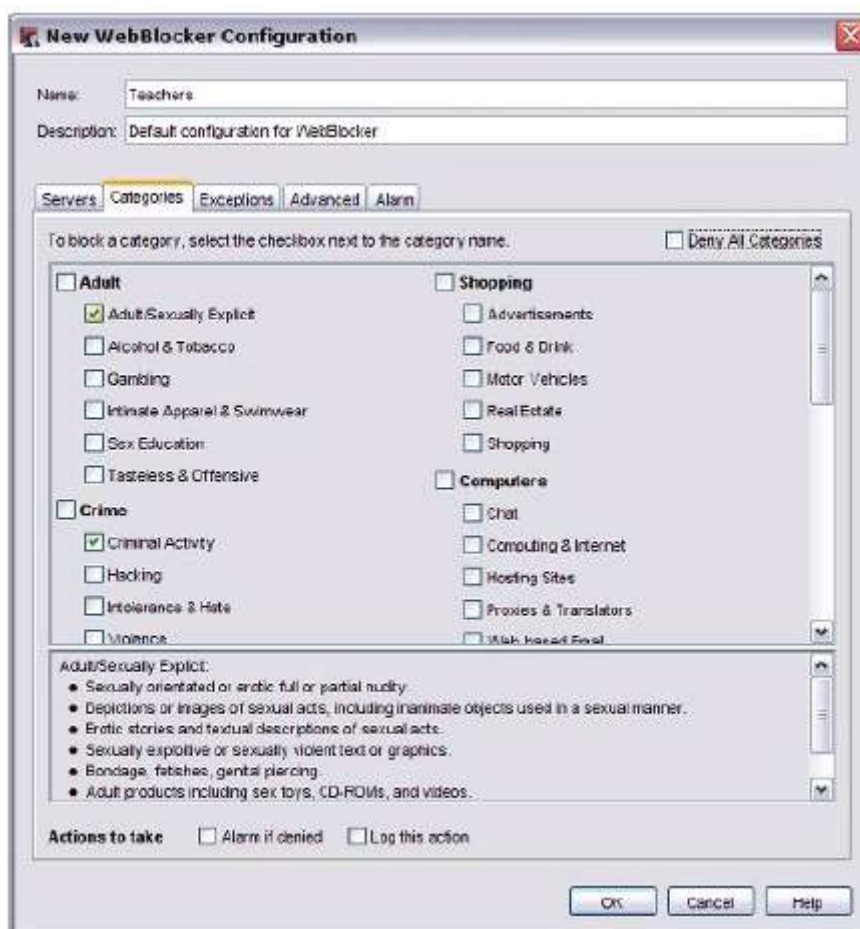 New WebBlocker Configuration
Name: Teachers
Description: Default configuration for WebBlocker
Servers Categories Exceptions Advanced Alarm
To block a category, select the checkbox next to the category name.
Deny All Categories
Adult
Adult/Sexually Explicit
Alcohol & Tobacco
Gambling
Intimate Apparel & Swimwear
Sex Education
Tasteless & Offensive
Crime
Criminal Activity
Hacking
Intolerance & Hate
Violence
Shopping
Advertisements
Food & Drink
Motor Vehicles
Real Estate
Shopping
Computers
Chat
Computing & Internet
Hosting Sites
Proxies & Translators
Web based Email
Adult/Sexually Explicit:
• Sexually orientated or erotic full or partial nudity.
• Depictions or images of sexual acts, including inanimate objects used in a sexual manner.
• Erotic stories and textual descriptions of sexual acts.
• Sexually exploitive or sexually violent text or graphics.
• Bondage, fetishes, genital piercing.
• Adult products including sex toys, CD-ROMs, and videos.
Actions to take Alarm if denied Log this action
OK Cancel Help